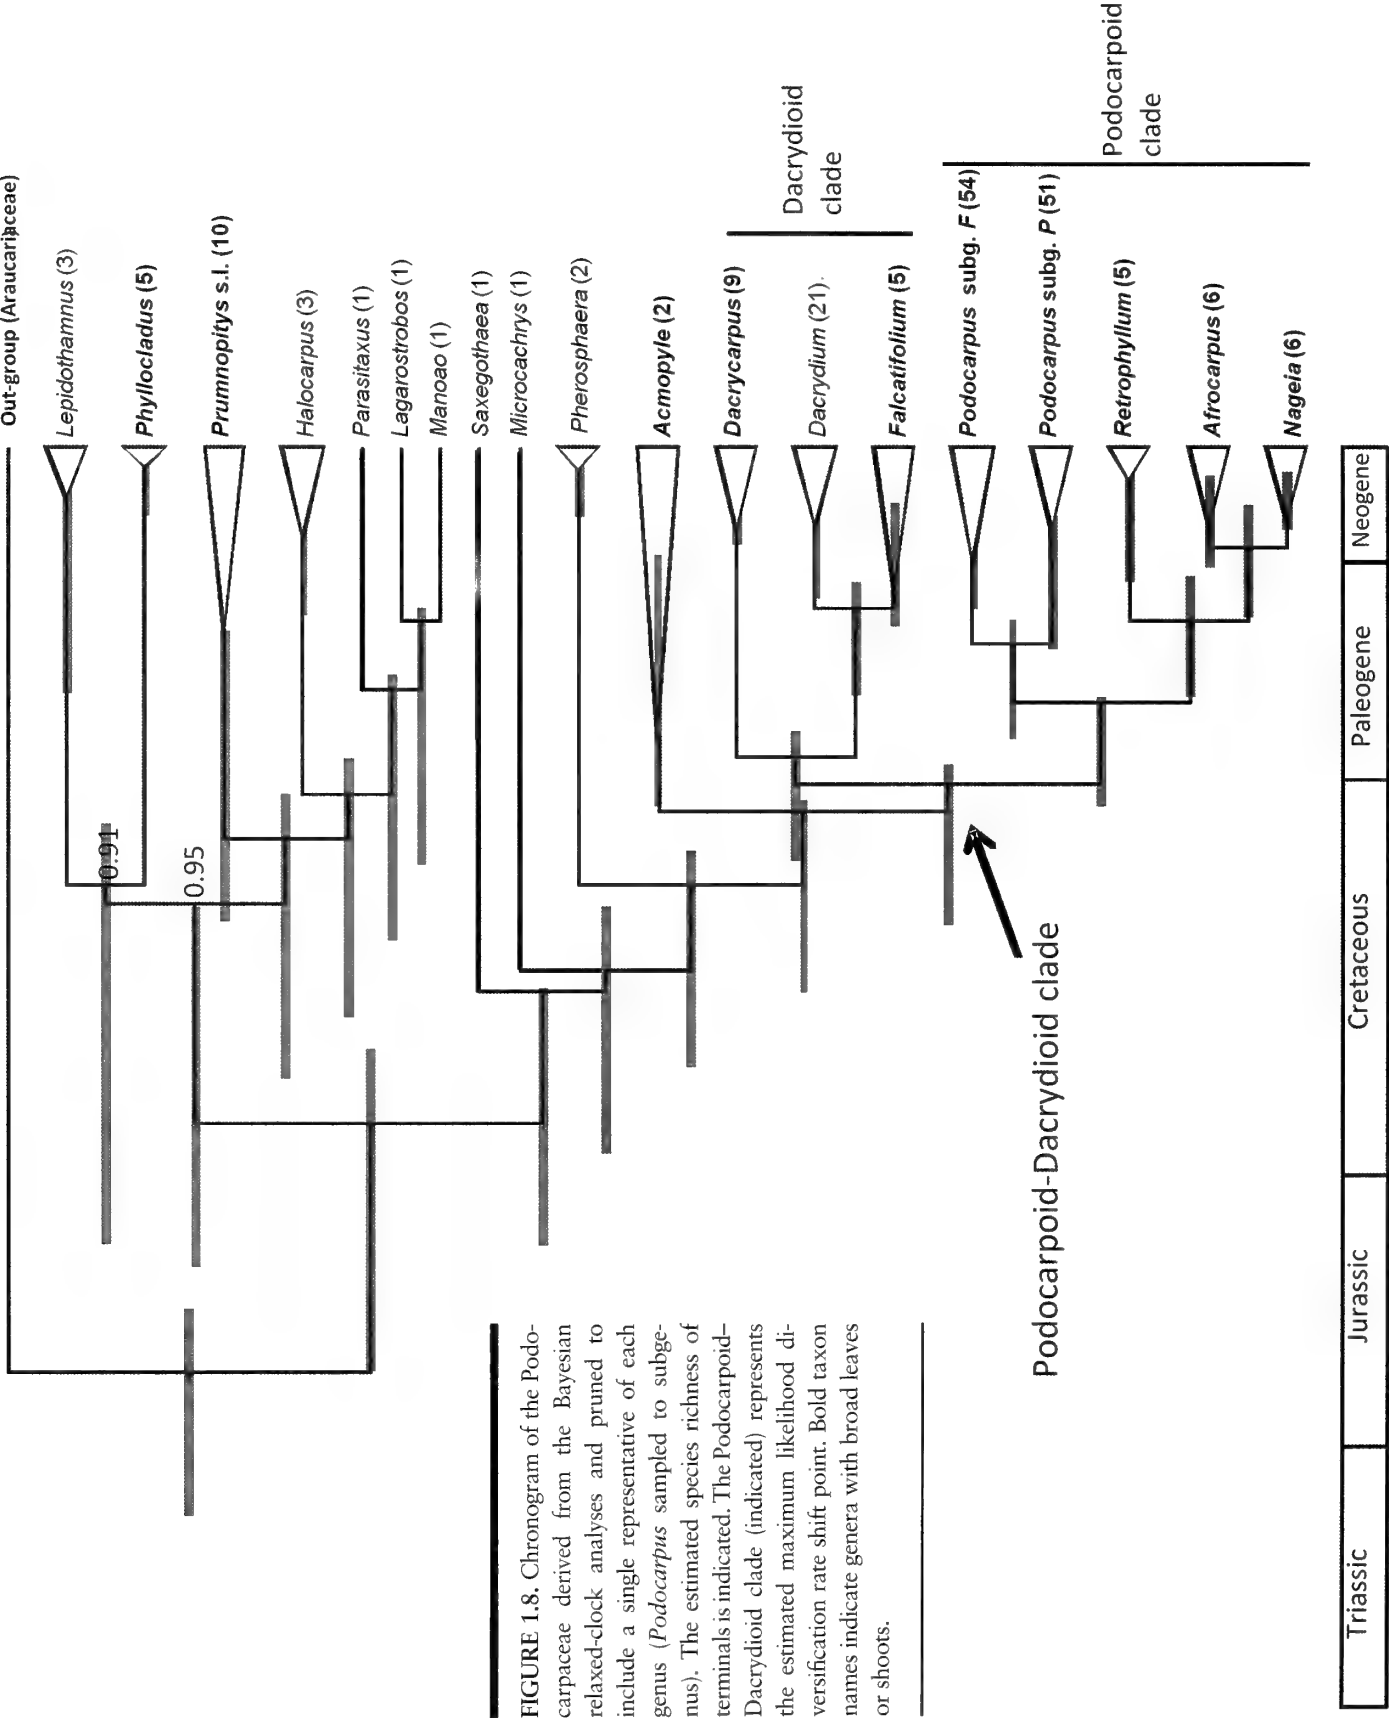 Out-group (Araucariaceae)
Lepidothamnus (3)
Phyllocladus (5)
Prumnopitys s.l. (10)
Halocarpus (3)
Parasitaxus (1)
Lagarostrobos (1)
Manoao (1)
Saxegothaea (1)
Microcachrys (1)
Pherosphaera (2)
Acmopyle (2)
Dacrycarpus (9)
Dacrydium (21).
Falcatifolium (5)
Podocarpus subg. F (54)
Podocarpus subg. P (51)
Retrophyllum (5)
Afrocarpus (6)
Nageia (6)
Dacrydioid
clade
Podocarpoid
clade
0.91
0.95
Podocarpoid-Dacrydioid clade
Triassic
Jurassic
Cretaceous
Paleogene
Neogene
FIGURE 1.8. Chronogram of the Podo-
carpaceae derived from the Bayesian
relaxed-clock analyses and pruned to
include a single representative of each
genus (Podocarpus sampled to subge-
nus). The estimated species richness of
terminals is indicated. The Podocarpoid–
Dacrydioid clade (indicated) represents
the estimated maximum likelihood di-
versification rate shift point. Bold taxon
names indicate genera with broad leaves
or shoots.